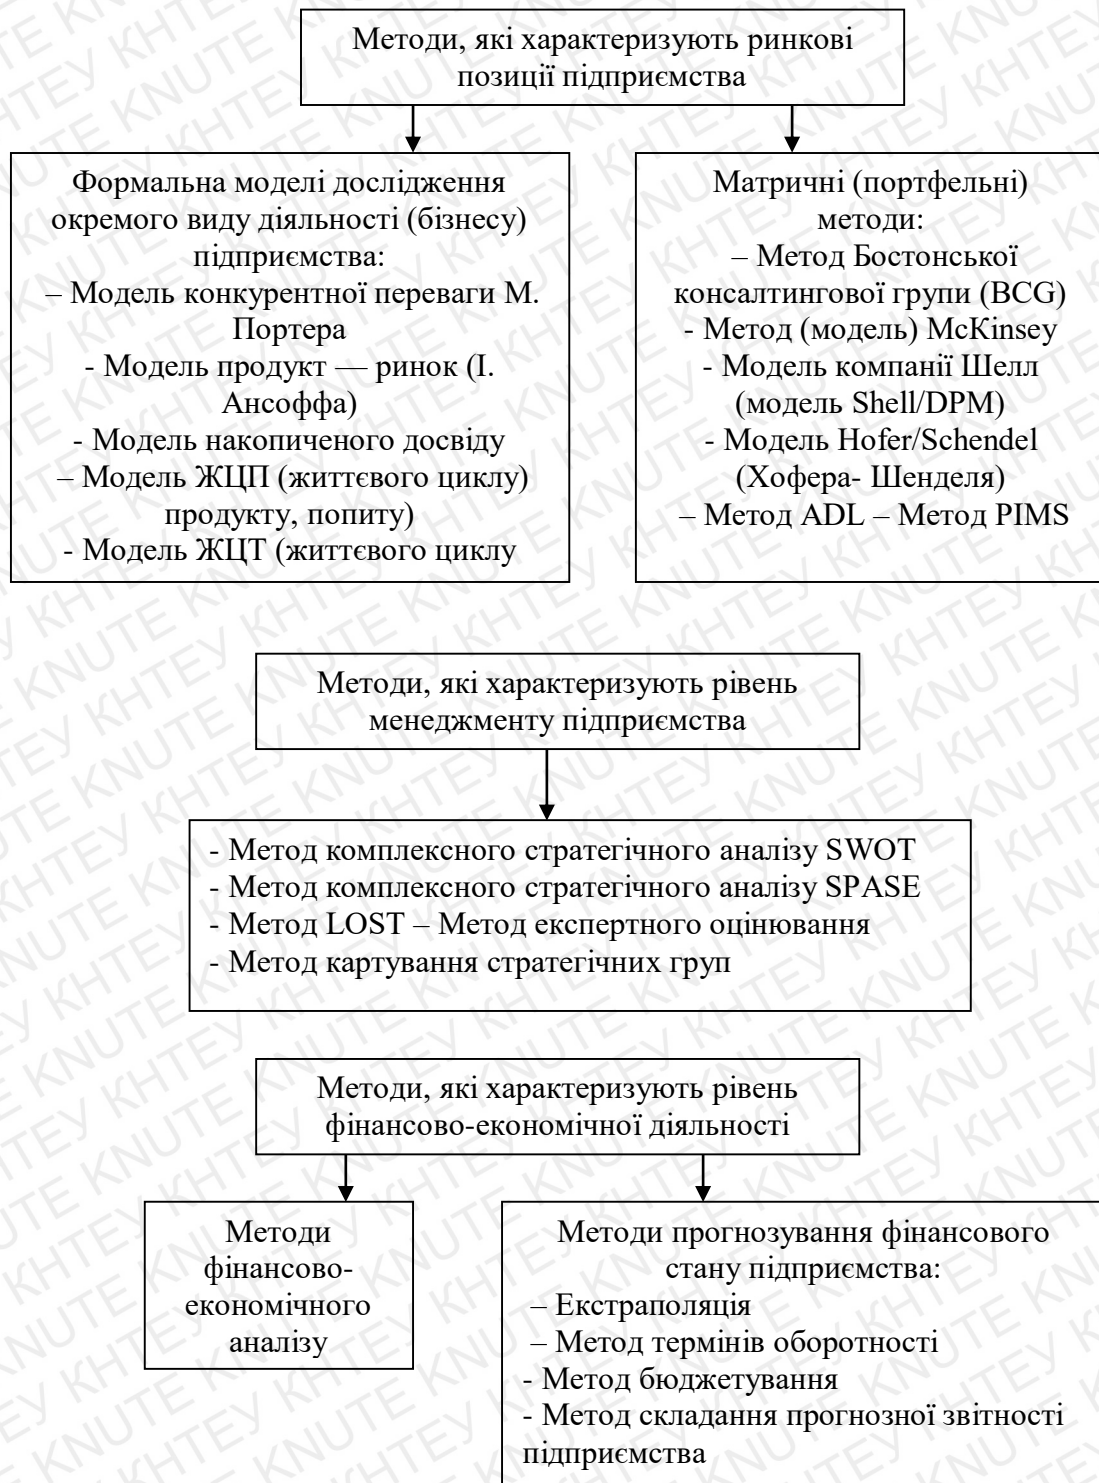 Методи, які характеризують ринкові
позиції підприємства
Формальна моделі дослідження
окремого виду діяльності (бізнесу)
підприємства:
– Модель конкурентної переваги М.
Портера
- Модель продукт — ринок (І.
Ансоффа)
- Модель накопиченого досвіду
– Модель ЖЦП (життєвого циклу)
продукту, попиту)
- Модель ЖЦТ (життєвого циклу
Матричні (портфельні)
методи:
– Метод Бостонської
консалтингової групи (BCG)
- Метод (модель) McKinsey
- Модель компанії Шелл
(модель Shell/DPM)
- Модель Hofer/Schendel
(Хофера- Шенделя)
– Метод ADL – Метод PIMS
Методи, які характеризують рівень
менеджменту підприємства
- Метод комплексного стратегічного аналізу SWOT
- Метод комплексного стратегічного аналізу SPASE
- Метод LOST – Метод експертного оцінювання
- Метод картування стратегічних груп
Методи, які характеризують рівень
фінансово-економічної діяльності
Методи
фінансово-
економічного
аналізу
Методи прогнозування фінансового
стану підприємства:
– Екстраполяція
– Метод термінів оборотності
- Метод бюджетування
- Метод складання прогнозної звітності
підприємства